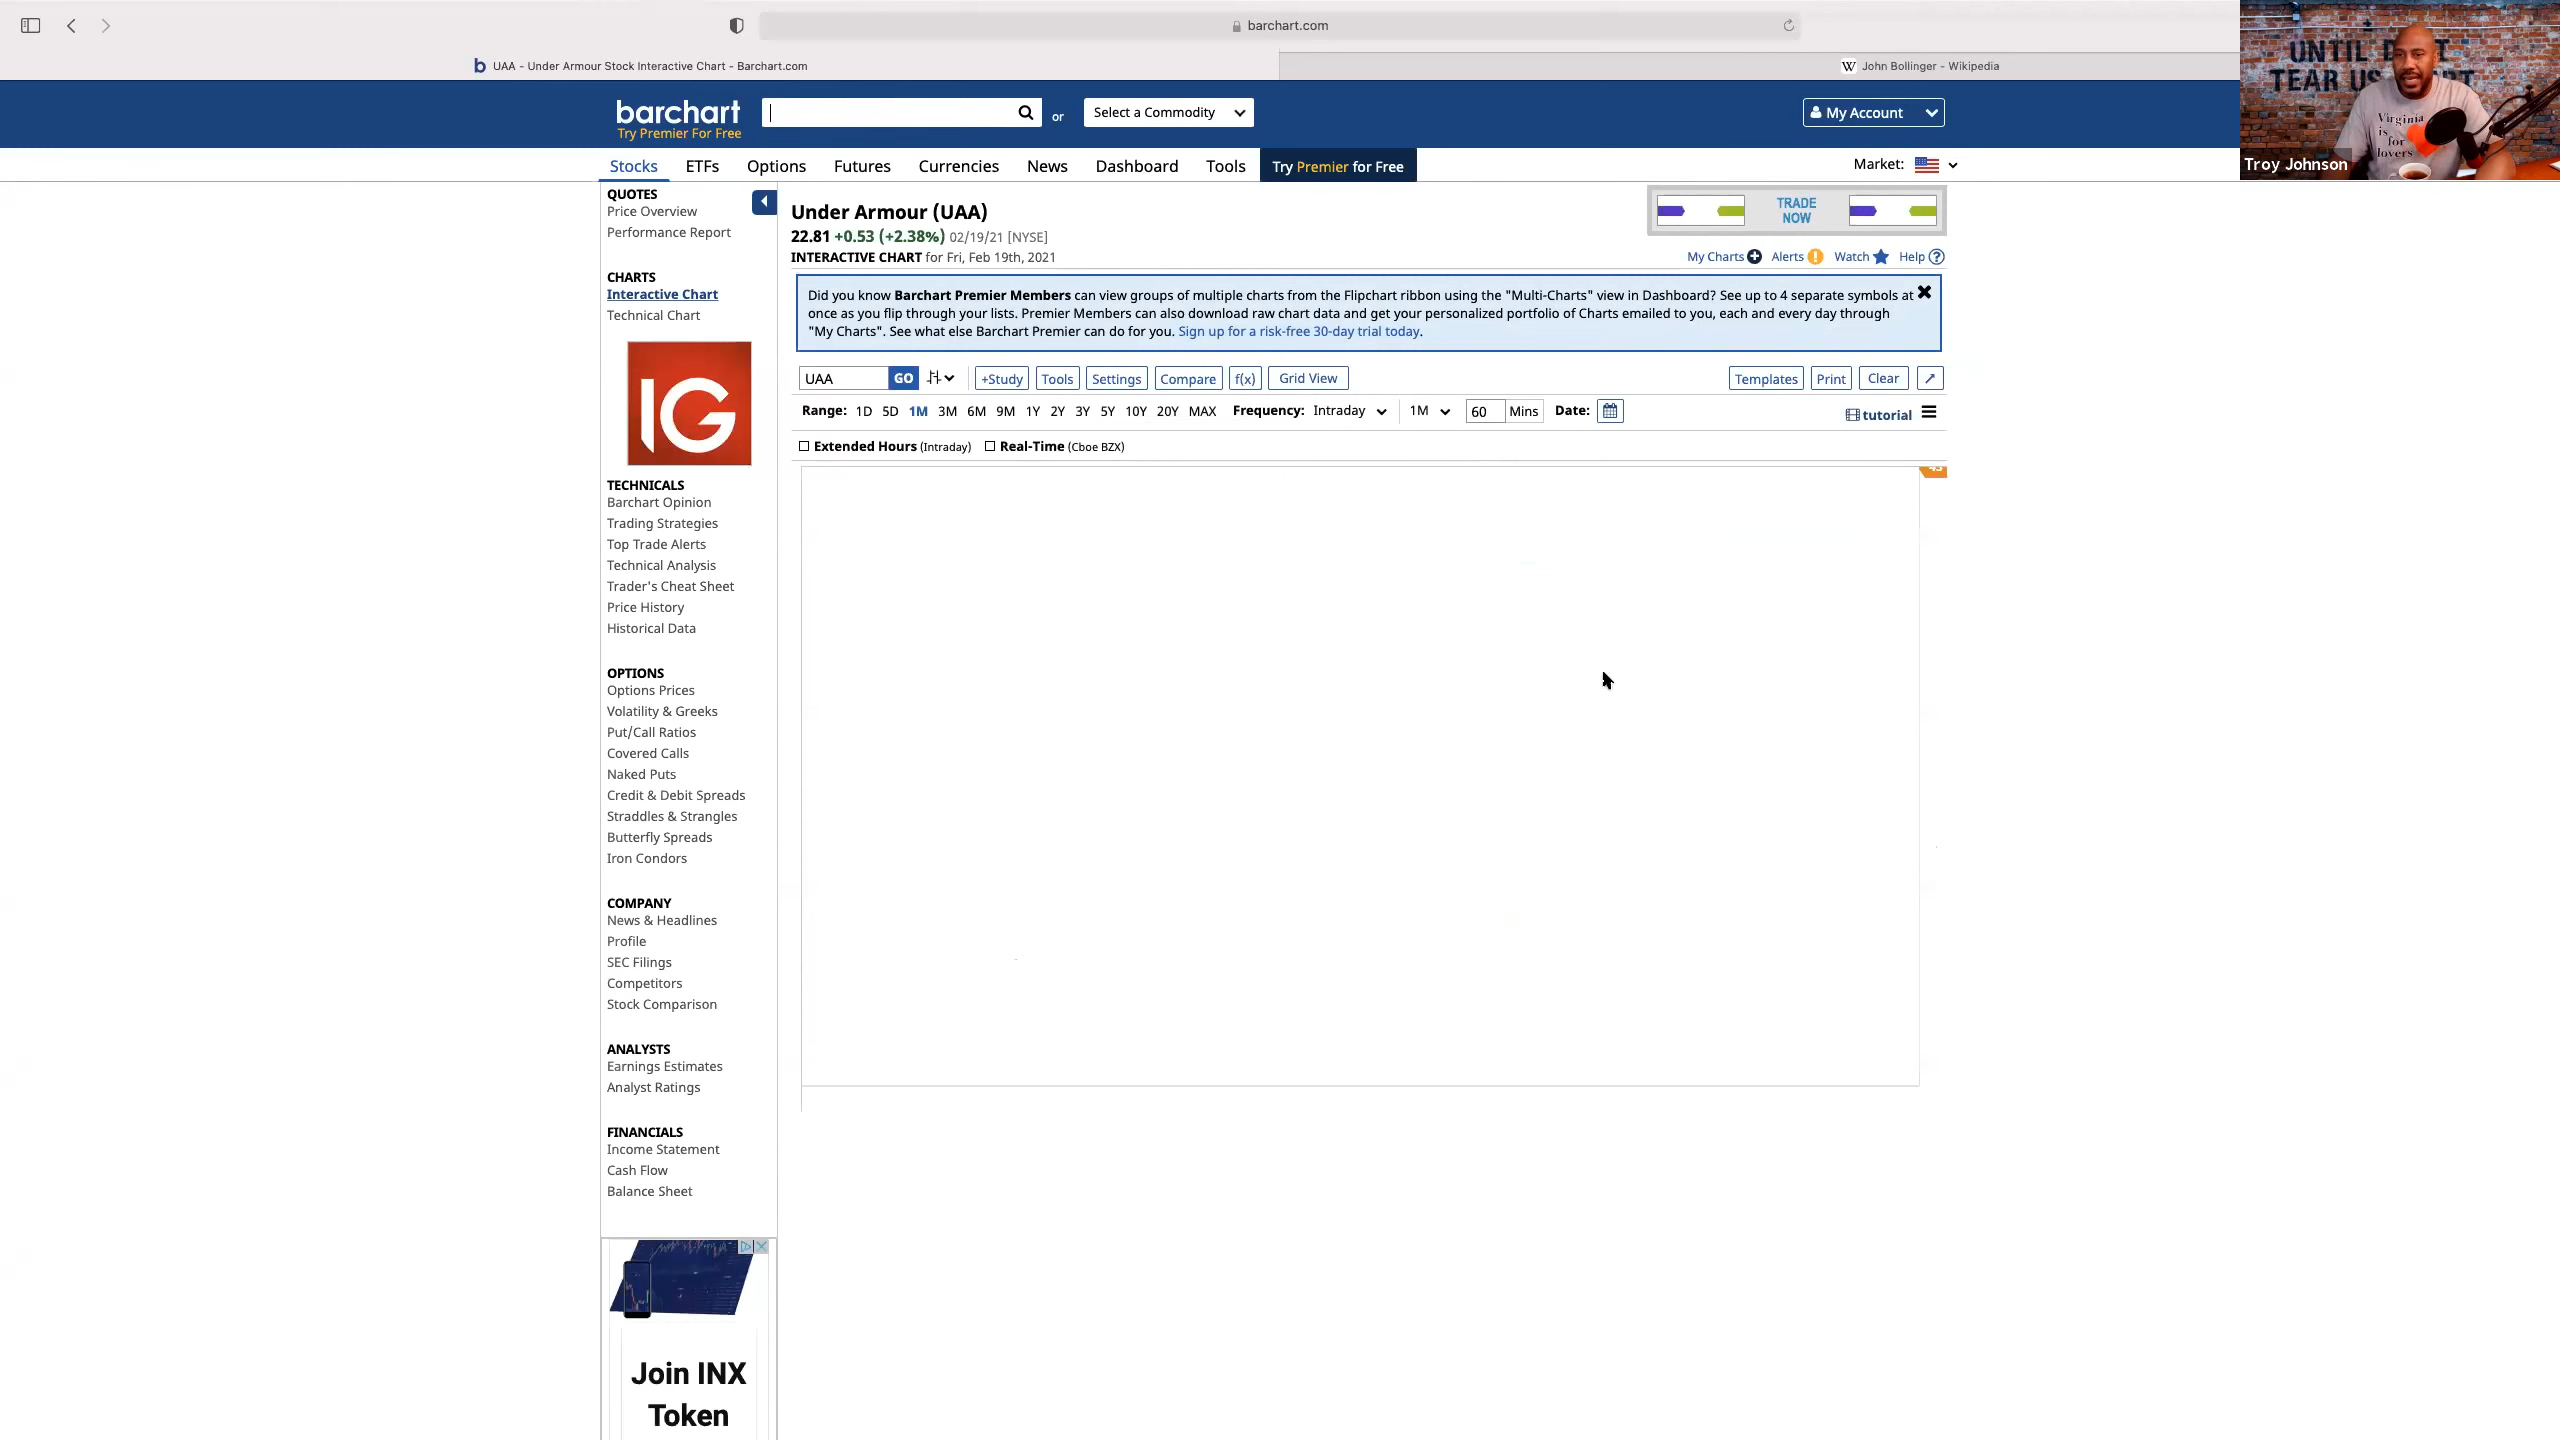 barchart.com
UAA - Under Armour Stock Interactive Chart - Barchart.com
John Bollinger - Wikipedia
UNTIL
TEAR US
Virginia
is
for
lovers
Troy Johnson
barchart
Try Premier For Free
or
Select a Commodity
My Account
Stocks ETFs Options Futures Currencies News Dashboard Tools Try Premier for Free
Market:
QUOTES
Price Overview
Performance Report
CHARTS
Interactive Chart
Technical Chart
IG
TECHNICALS
Barchart Opinion
Trading Strategies
Top Trade Alerts
Technical Analysis
Trader's Cheat Sheet
Price History
Historical Data
OPTIONS
Options Prices
Volatility & Greeks
Put/Call Ratios
Covered Calls
Naked Puts
Credit & Debit Spreads
Straddles & Strangles
Butterfly Spreads
Iron Condors
COMPANY
News & Headlines
Profile
SEC Filings
Competitors
Stock Comparison
ANALYSTS
Earnings Estimates
Analyst Ratings
FINANCIALS
Income Statement
Cash Flow
Balance Sheet
Join INX
Token
Under Armour (UAA)
22.81 +0.53 (+2.38%) 02/19/21 [NYSE]
INTERACTIVE CHART for Fri, Feb 19th, 2021
TRADE
NOW
My Charts Alerts Watch Help
Did you know Barchart Premier Members can view groups of multiple charts from the Flipchart ribbon using the "Multi-Charts" view in Dashboard? See up to 4 separate symbols at
once as you flip through your lists. Premier Members can also download raw chart data and get your personalized portfolio of Charts emailed to you, each and every day through
"My Charts". See what else Barchart Premier can do for you. Sign up for a risk-free 30-day trial today.
UAA GO +Study Tools Settings Compare f(x) Grid View Templates Print Clear
Range: 1D 5D 1M 3M 6M 9M 1Y 2Y 3Y 5Y 10Y 20Y MAX Frequency: Intraday 1M 60 Mins Date:
tutorial
Extended Hours (Intraday) Real-Time (Cboe BZX)